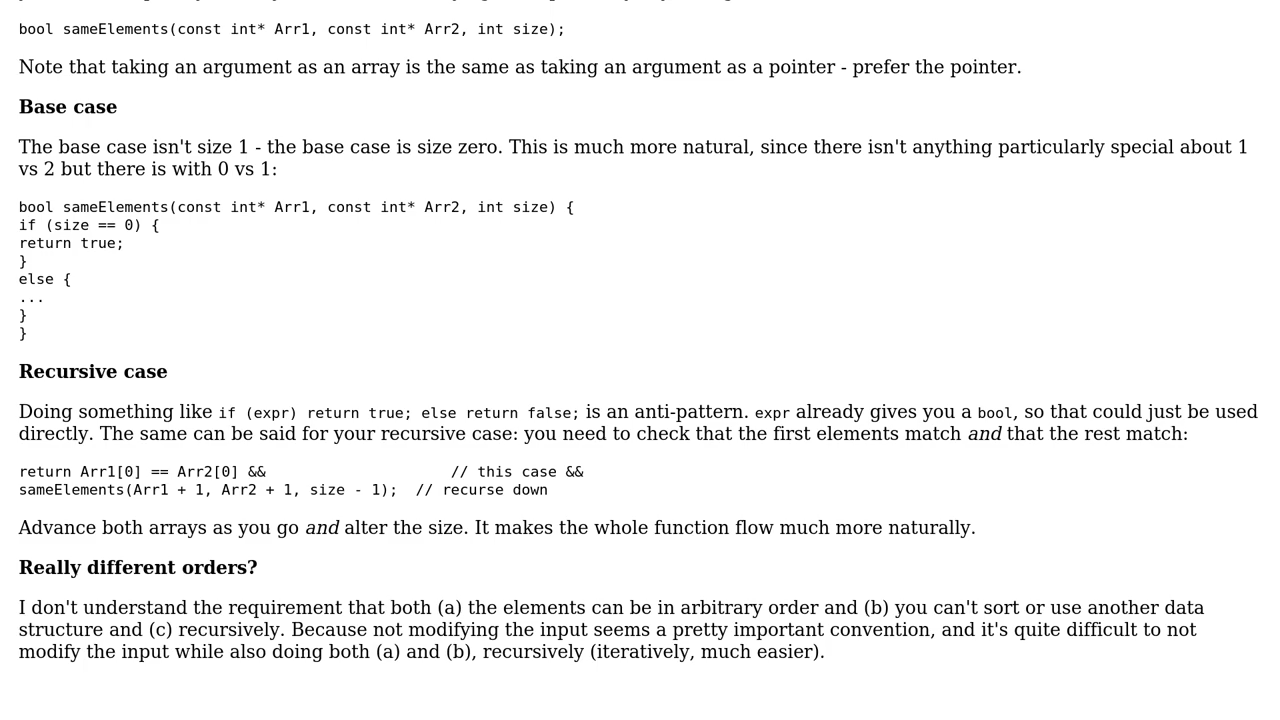 bool sameElements(const int* Arr1, const int* Arr2, int size);
Note that taking an argument as an array is the same as taking an argument as a pointer - prefer the pointer.
Base case
The base case isn't size 1 - the base case is size zero. This is much more natural, since there isn't anything particularly special about 1
vs 2 but there is with 0 vs 1:
bool sameElements(const int* Arr1, const int* Arr2, int size) {
if (size == 0) {
return true;
}
else {
...
}
}
Recursive case
Doing something like if (expr) return true; else return false; is an anti-pattern. expr already gives you a bool, so that could just be used
directly. The same can be said for your recursive case: you need to check that the first elements match and that the rest match:
return Arr1[0] == Arr2[0] &&                     // this case &&
sameElements(Arr1 + 1, Arr2 + 1, size - 1);  // recurse down
Advance both arrays as you go and alter the size. It makes the whole function flow much more naturally.
Really different orders?
I don't understand the requirement that both (a) the elements can be in arbitrary order and (b) you can't sort or use another data
structure and (c) recursively. Because not modifying the input seems a pretty important convention, and it's quite difficult to not
modify the input while also doing both (a) and (b), recursively (iteratively, much easier).